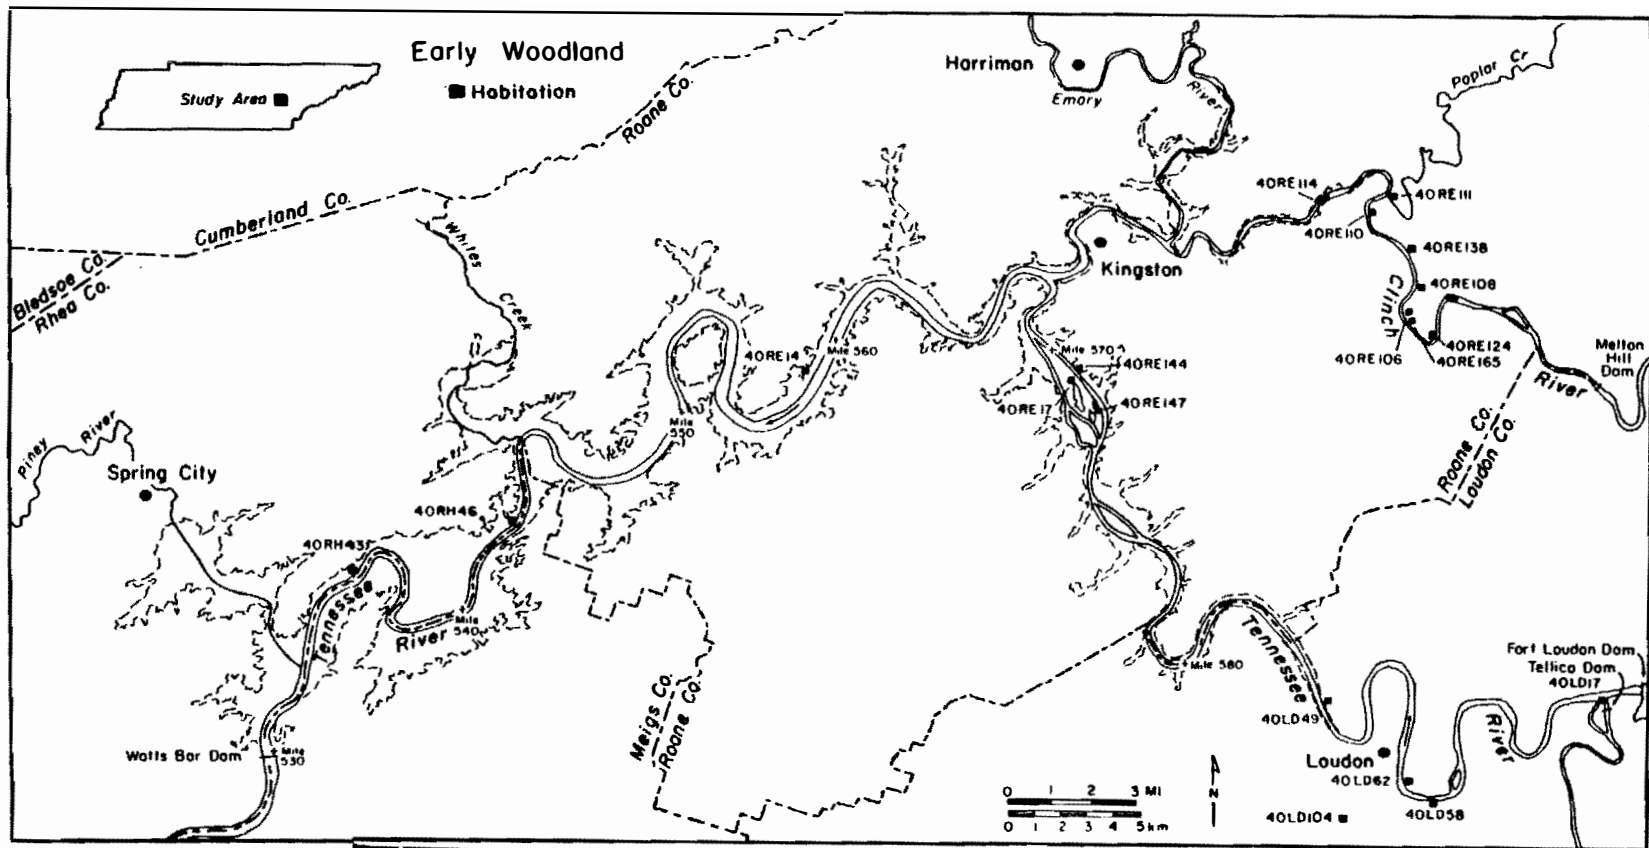 Early Woodland
Habitation
Study Area
Roane Co.
Cumberland Co.
Bledsoe Co.
Rhea Co.
Whites
Creek
Harriman
Emory
River
Poplar Cr
Kingston
40RE114
40RE111
40RE110
40RE138
40RE108
Clinch
40RE106
40RE124
40RE165
River
Melton
Hill
Dam
Roane Co.
Loudon Co.
40RE14
Mile 560
Mile 570
40RE144
40RE17
40RE147
Mile
550
Piney River
Spring City
40RH46
40RH43
Tennessee
River
Mile
540
Watts Bar Dam
Mile
530
Meigs Co.
Roane Co.
Mile 580
Tennessee
River
Fort Loudon Dam
Tellico Dam
40LD17
40LD49
Loudon
40LD62
40LD58
40LD104
N
0 1 2 3 MI
0 1 2 3 4 5 km